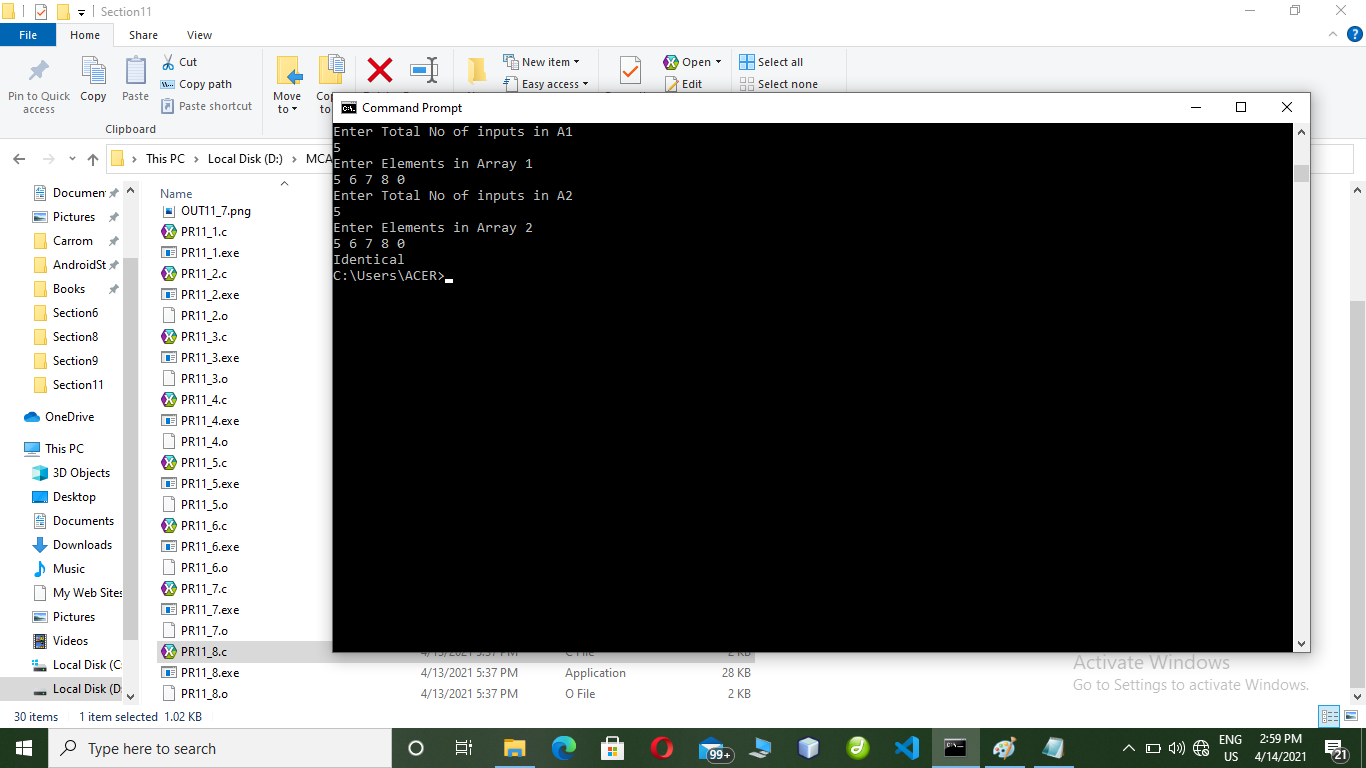 Section11
File Home Share View
Pin to Quick access
Copy
Paste
Cut
Copy path
Paste shortcut
Clipboard
Move to
New item
Easy access
Open
Edit
Select all
Select none
This PC Local Disk (D:) MCA
Command Prompt
Enter Total No of inputs in A1
5
Enter Elements in Array 1
5 6 7 8 0
Enter Total No of inputs in A2
5
Enter Elements in Array 2
5 6 7 8 0
Identical
C:\Users\ACER>
Pictures
Carrom
AndroidSt
Books
Section6
Section8
Section9
Section11
OneDrive
This PC
3D Objects
Desktop
Documents
Downloads
Music
My Web Sites
Pictures
Videos
Local Disk (C
Local Disk (D
Name
OUT11_7.png
PR11_1.c
PR11_1.exe
PR11_2.c
PR11_2.exe
PR11_2.o
PR11_3.c
PR11_3.exe
PR11_3.o
PR11_4.c
PR11_4.exe
PR11_4.o
PR11_5.c
PR11_5.exe
PR11_5.o
PR11_6.c
PR11_6.exe
PR11_6.o
PR11_7.c
PR11_7.exe
PR11_7.o
PR11_8.c 4/13/2021 5:37 PM C File 2 KB
PR11_8.exe 4/13/2021 5:37 PM Application 28 KB
PR11_8.o 4/13/2021 5:37 PM O File 2 KB
Activate Windows
Go to Settings to activate Windows.
30 items 1 item selected 1.02 KB
Type here to search
99+
ENG
US
2:59 PM
4/14/2021
21